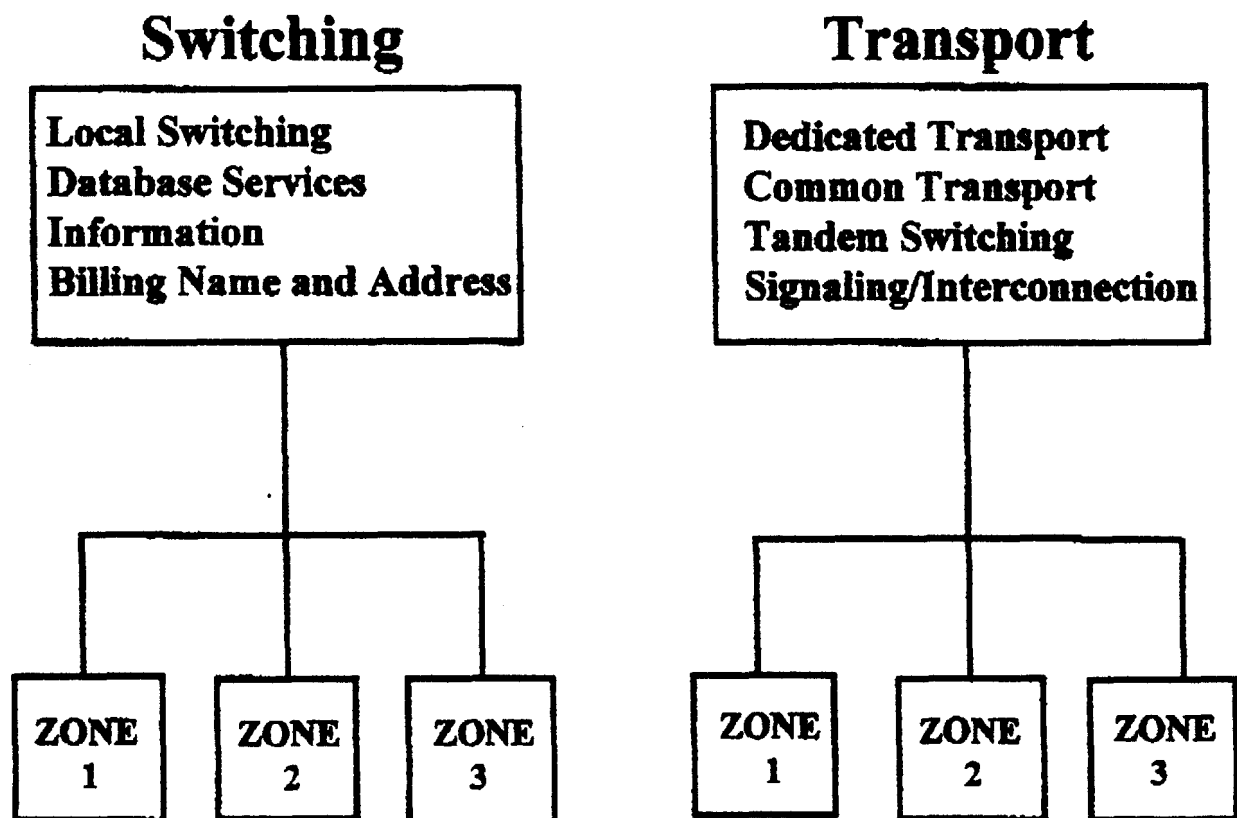 Switching
Local Switching
Database Services
Information
Billing Name and Address
ZONE
1
ZONE
2
ZONE
3
Transport
Dedicated Transport
Common Transport
Tandem Switching
Signaling/Interconnection
ZONE
1
ZONE
2
ZONE
3